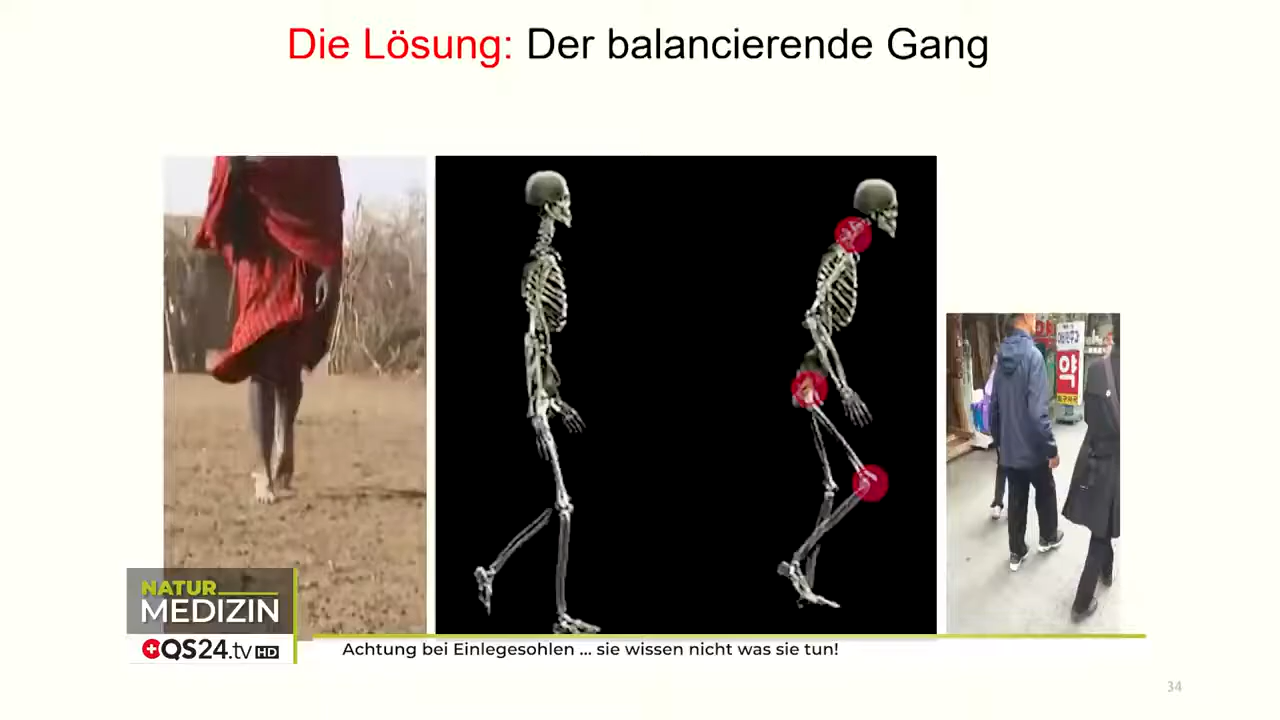 Die Lösung: Der balancierende Gang
약
NATUR
MEDIZIN
QS24.tv HD
Achtung bei Einlegesohlen ... sie wissen nicht was sie tun!
34